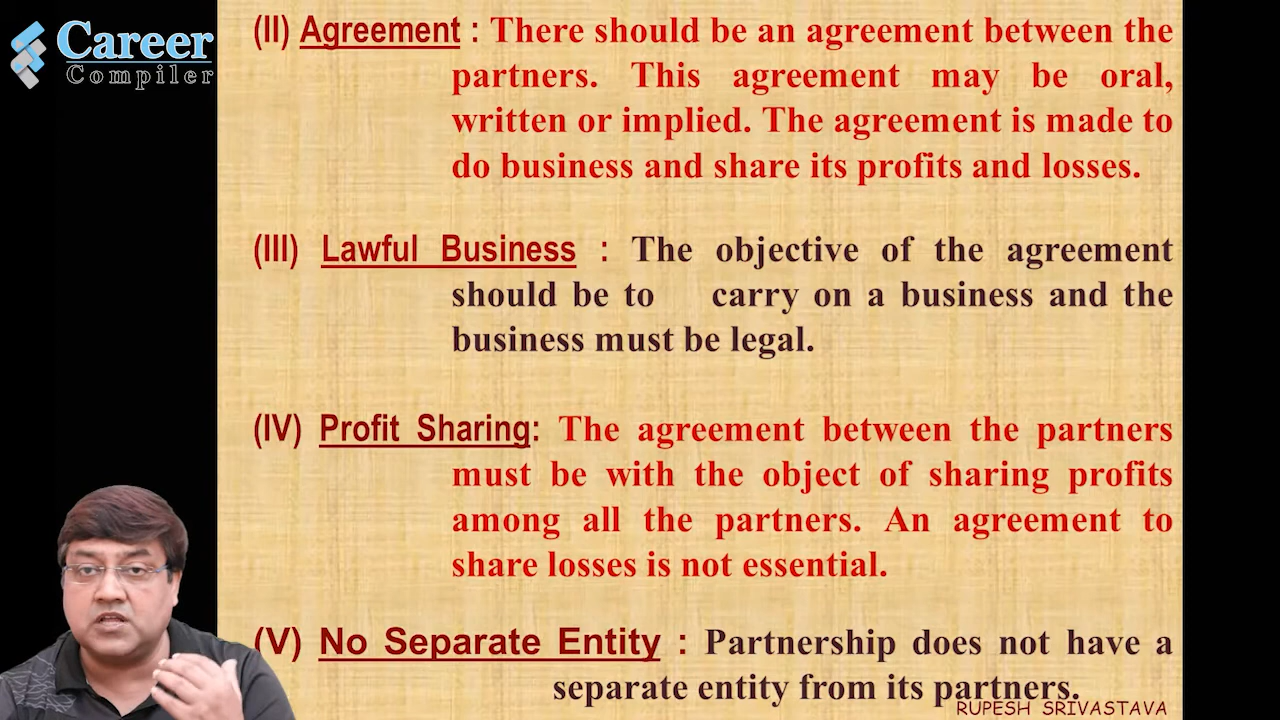 Career
Compiler
(II) Agreement : There should be an agreement between the
partners. This agreement may be oral,
written or implied. The agreement is made to
do business and share its profits and losses.
(III) Lawful Business : The objective of the agreement
should be to carry on a business and the
business must be legal.
(IV) Profit Sharing: The agreement between the partners
must be with the object of sharing profits
among all the partners. An agreement to
share losses is not essential.
(V) No Separate Entity : Partnership does not have a
separate entity from its partners.
RUPESH SRIVASTAVA